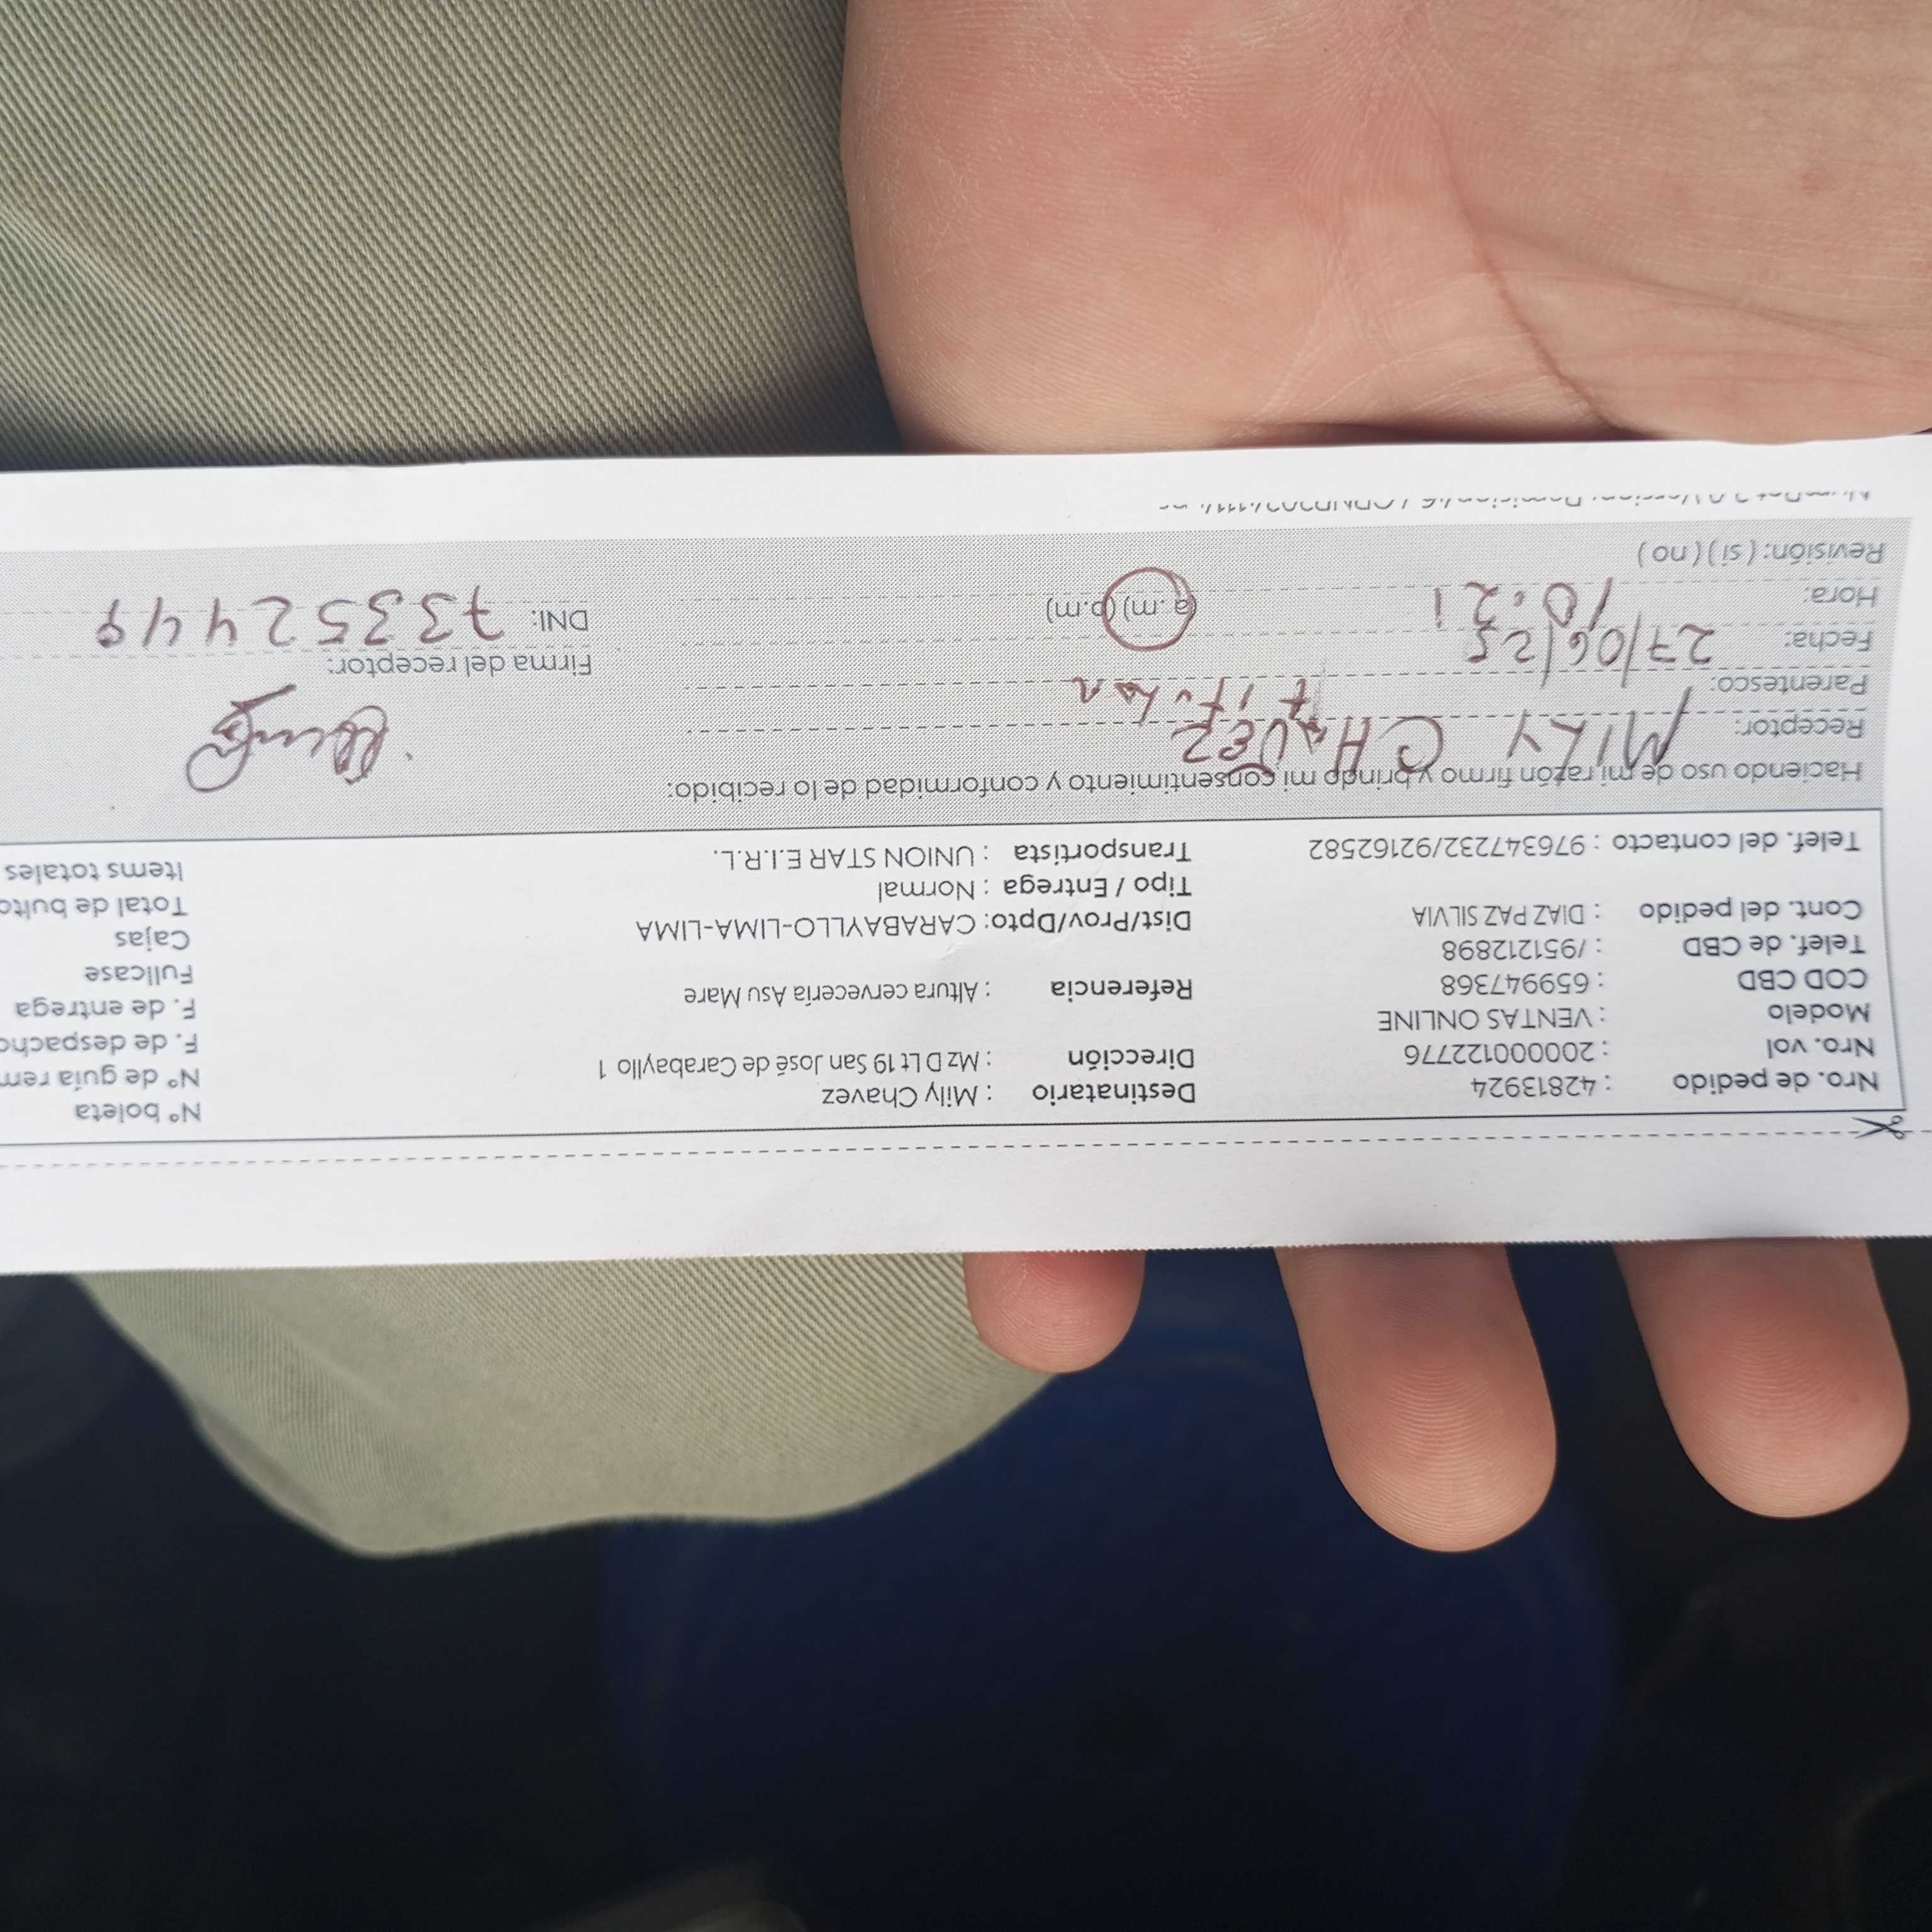 Nro. de pedido : 42813924
Nro. vol : 200000122776
Modelo : VENTAS ONLINE
COD CBD : 659947368
Telef. de CBD : /951212898
Cont. del pedido : DIAZ PAZ SILVIA
Telef. del contacto : 976347232/92162582
Destinatario : Mily Chavez
Dirección : Mz D Lt 19 San José de Carabayllo 1
Referencia : Altura cervecería Asu Mare
Dist/Prov/Dpto: CARABAYLLO-LIMA-LIMA
Tipo / Entrega : Normal
Transportista : UNION STAR E.I.R.L.
Nº boleta
Nº de guía rem
F. de despacho
F. de entrega
Fullcase
Cajas
Total de bulto
Items totales
Haciendo uso de mi razón firmo y brindo mi consentimiento y conformidad de lo recibido:
Receptor: MILY CHAVEZ
Parentesco:
Fecha: 27/06/25
Hora: 10:21 (a.m) (p.m)
Revisión: ( si ) ( no )
Firma del receptor:
DNI: 73352449